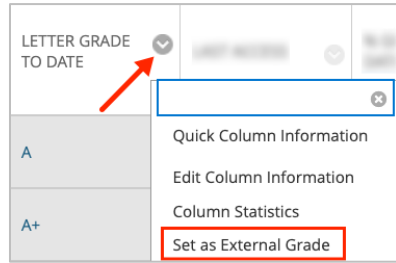 LETTER GRADE
TO DATE
Quick Column Information
Edit Column Information
A
Column Statistics
A+
Set as External Grade